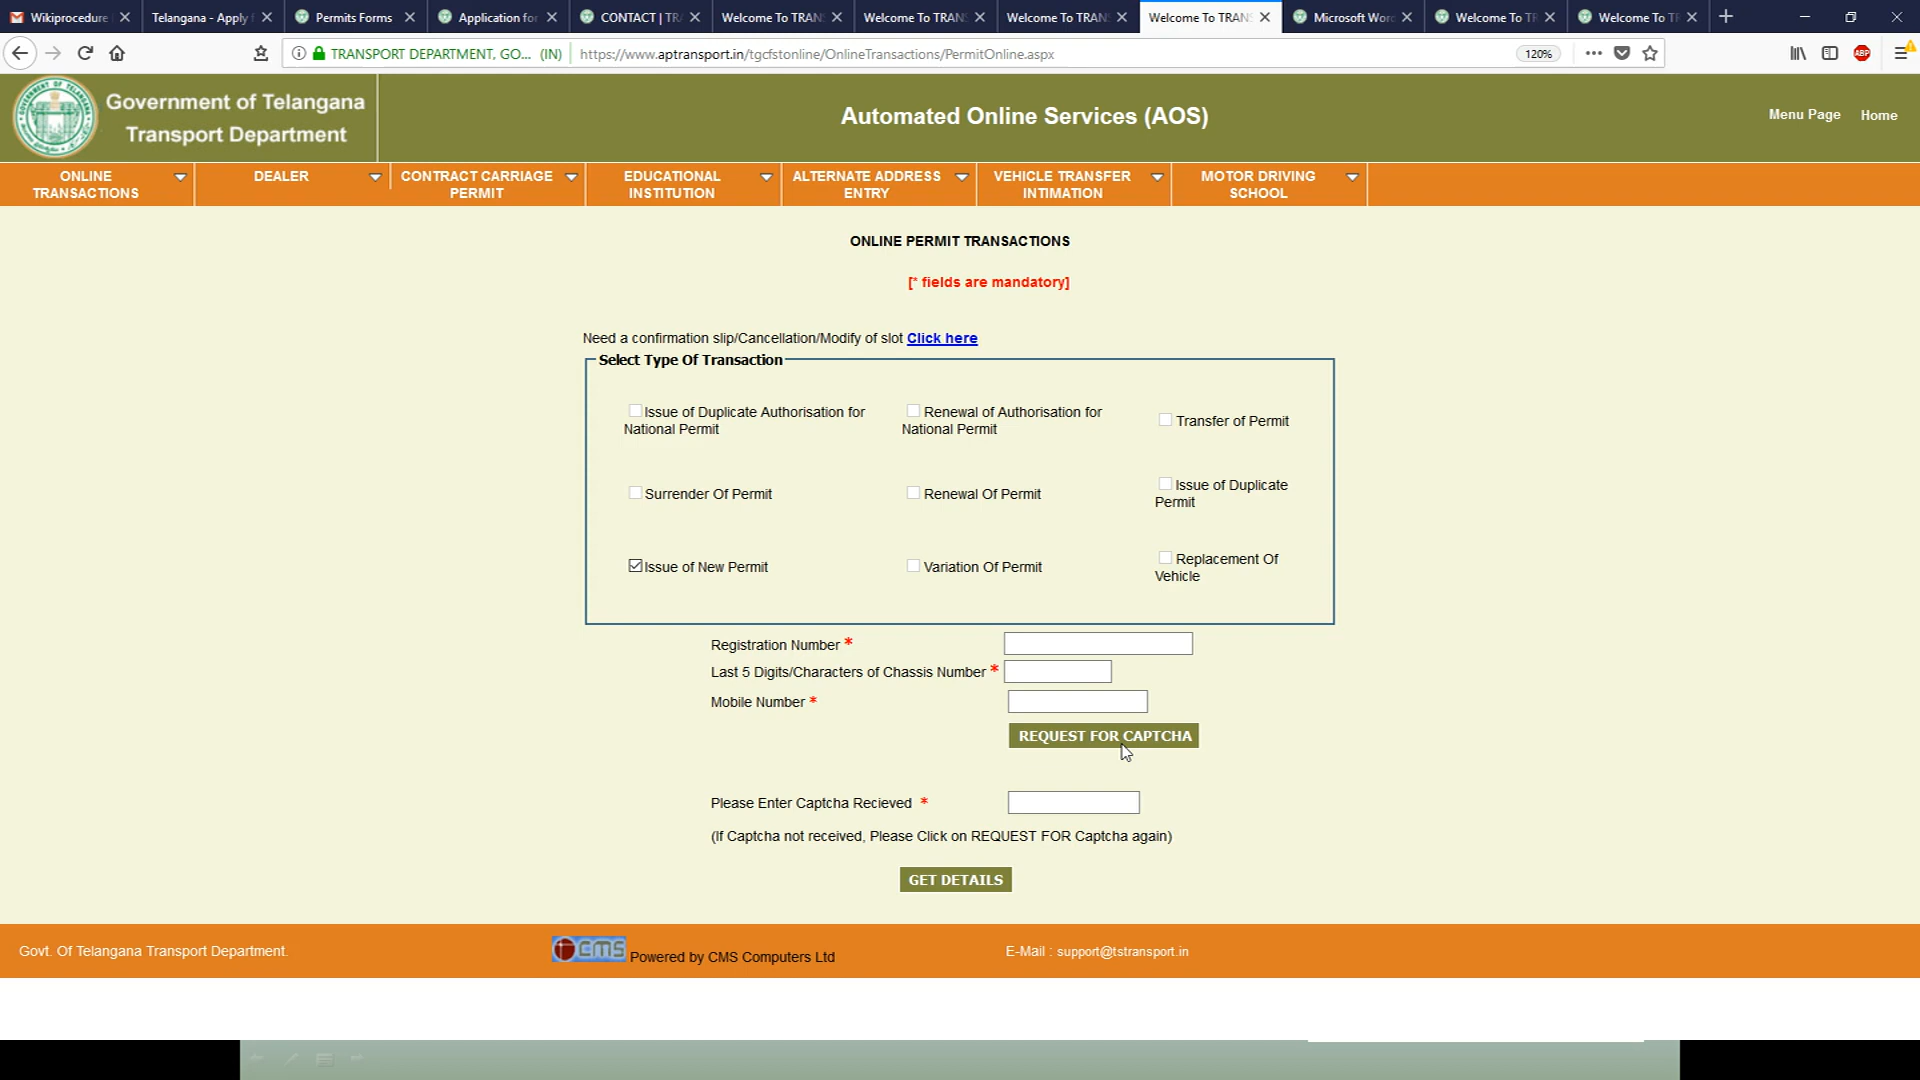 Wikiprocedure
Telangana - Apply
Permits Forms
Application for
CONTACT | TRA
Welcome To TRAN
Welcome To TRAN
Welcome To TRAN
Welcome To TRAN
Microsoft Word
Welcome To TR
Welcome To TR
TRANSPORT DEPARTMENT, GO... (IN)
https://www.aptransport.in/tgcfstonline/OnlineTransactions/PermitOnline.aspx
120%
ABP
Government of Telangana
Transport Department
Automated Online Services (AOS)
Menu Page
Home
ONLINE
TRANSACTIONS
DEALER
CONTRACT CARRIAGE
PERMIT
EDUCATIONAL
INSTITUTION
ALTERNATE ADDRESS
ENTRY
VEHICLE TRANSFER
INTIMATION
MOTOR DRIVING
SCHOOL
ONLINE PERMIT TRANSACTIONS
[* fields are mandatory]
Need a confirmation slip/Cancellation/Modify of slot Click here
Select Type Of Transaction
Issue of Duplicate Authorisation for
National Permit
Renewal of Authorisation for
National Permit
Transfer of Permit
Surrender Of Permit
Renewal Of Permit
Issue of Duplicate
Permit
Issue of New Permit
Variation Of Permit
Replacement Of
Vehicle
Registration Number *
Last 5 Digits/Characters of Chassis Number *
Mobile Number *
REQUEST FOR CAPTCHA
Please Enter Captcha Recieved *
(If Captcha not received, Please Click on REQUEST FOR Captcha again)
GET DETAILS
Govt. Of Telangana Transport Department.
CMS
Powered by CMS Computers Ltd
E-Mail : support@tstransport.in